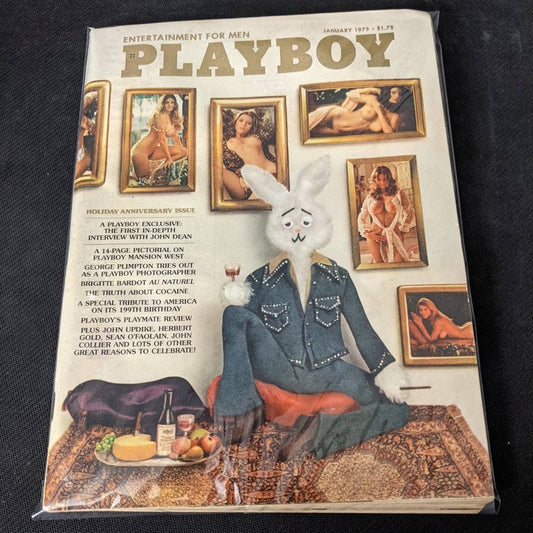 ENTERTAINMENT FOR MEN
JANUARY 1975 • $1.75
PLAYBOY
HOLIDAY ANNIVERSARY ISSUE
A PLAYBOY EXCLUSIVE:
THE FIRST IN-DEPTH
INTERVIEW WITH JOHN DEAN
A 14-PAGE PICTORIAL ON
PLAYBOY MANSION WEST
GEORGE PLIMPTON TRIES OUT
AS A PLAYBOY PHOTOGRAPHER
BRIGITTE BARDOT AU NATUREL
THE TRUTH ABOUT COCAINE
A SPECIAL TRIBUTE TO AMERICA
ON ITS 199TH BIRTHDAY
PLAYBOY'S PLAYMATE REVIEW
PLUS JOHN UPDIKE, HERBERT
GOLD, SEAN O'FAOLAIN, JOHN
COLLIER AND LOTS OF OTHER
GREAT REASONS TO CELEBRATE!